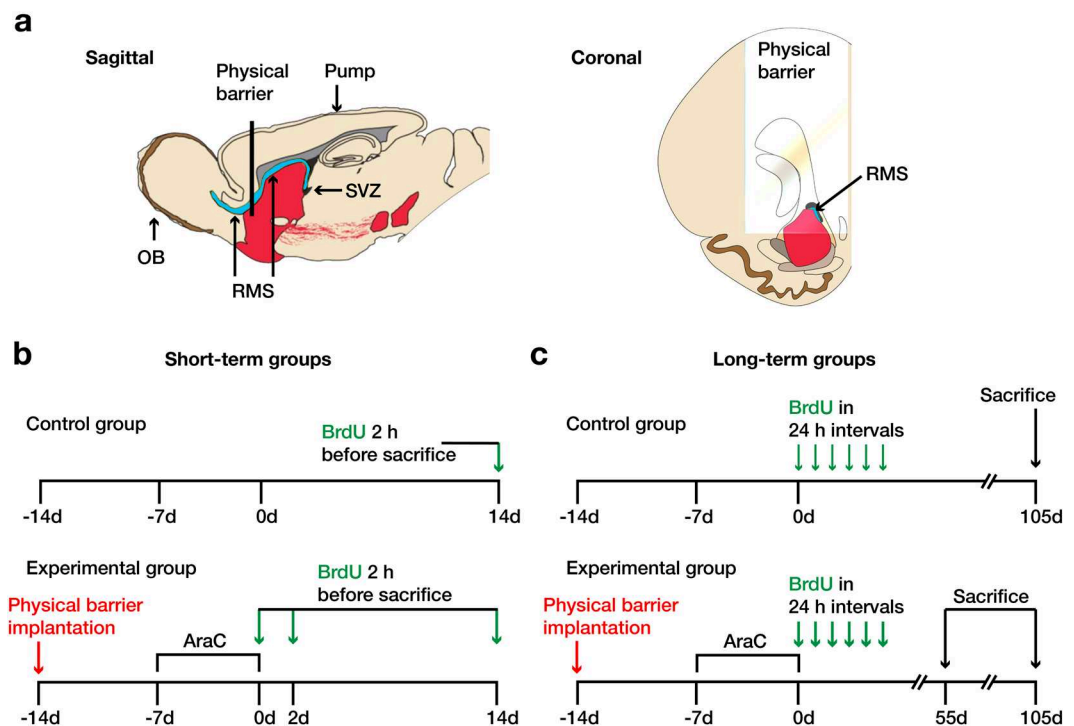 a
Sagittal
Physical
barrier
Pump
SVZ
OB
RMS
Coronal
Physical
barrier
RMS
b
Short-term groups
Control group
BrdU 2 h
before sacrifice
-14d
-7d
0d
14d
Experimental group
Physical barrier
implantation
AraC
BrdU 2 h
before sacrifice
-14d
-7d
0d
2d
14d
c
Long-term groups
Control group
BrdU in
24 h intervals
Sacrifice
-14d
-7d
0d
105d
Experimental group
Physical barrier
implantation
AraC
BrdU in
24 h intervals
Sacrifice
-14d
-7d
0d
55d
105d